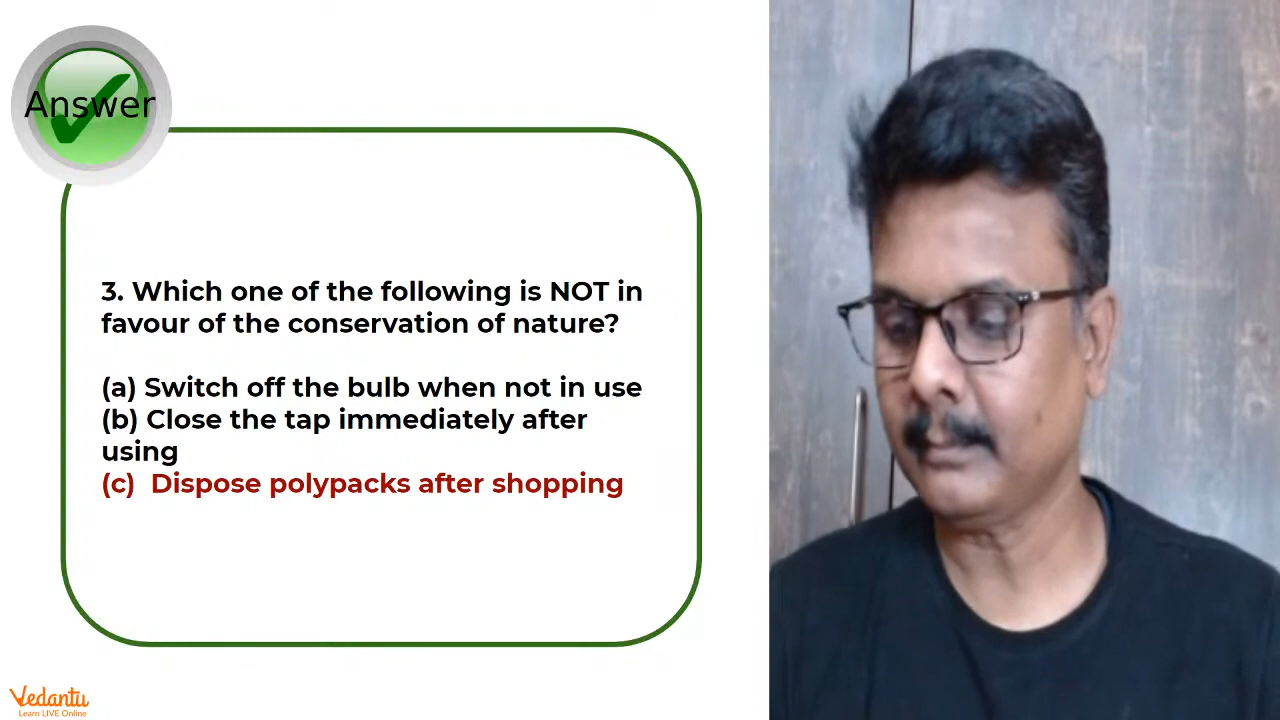 Answer
3. Which one of the following is NOT in
favour of the conservation of nature?
(a) Switch off the bulb when not in use
(b) Close the tap immediately after
using
(c) Dispose polypacks after shopping
Vedantu
Learn LIVE Online